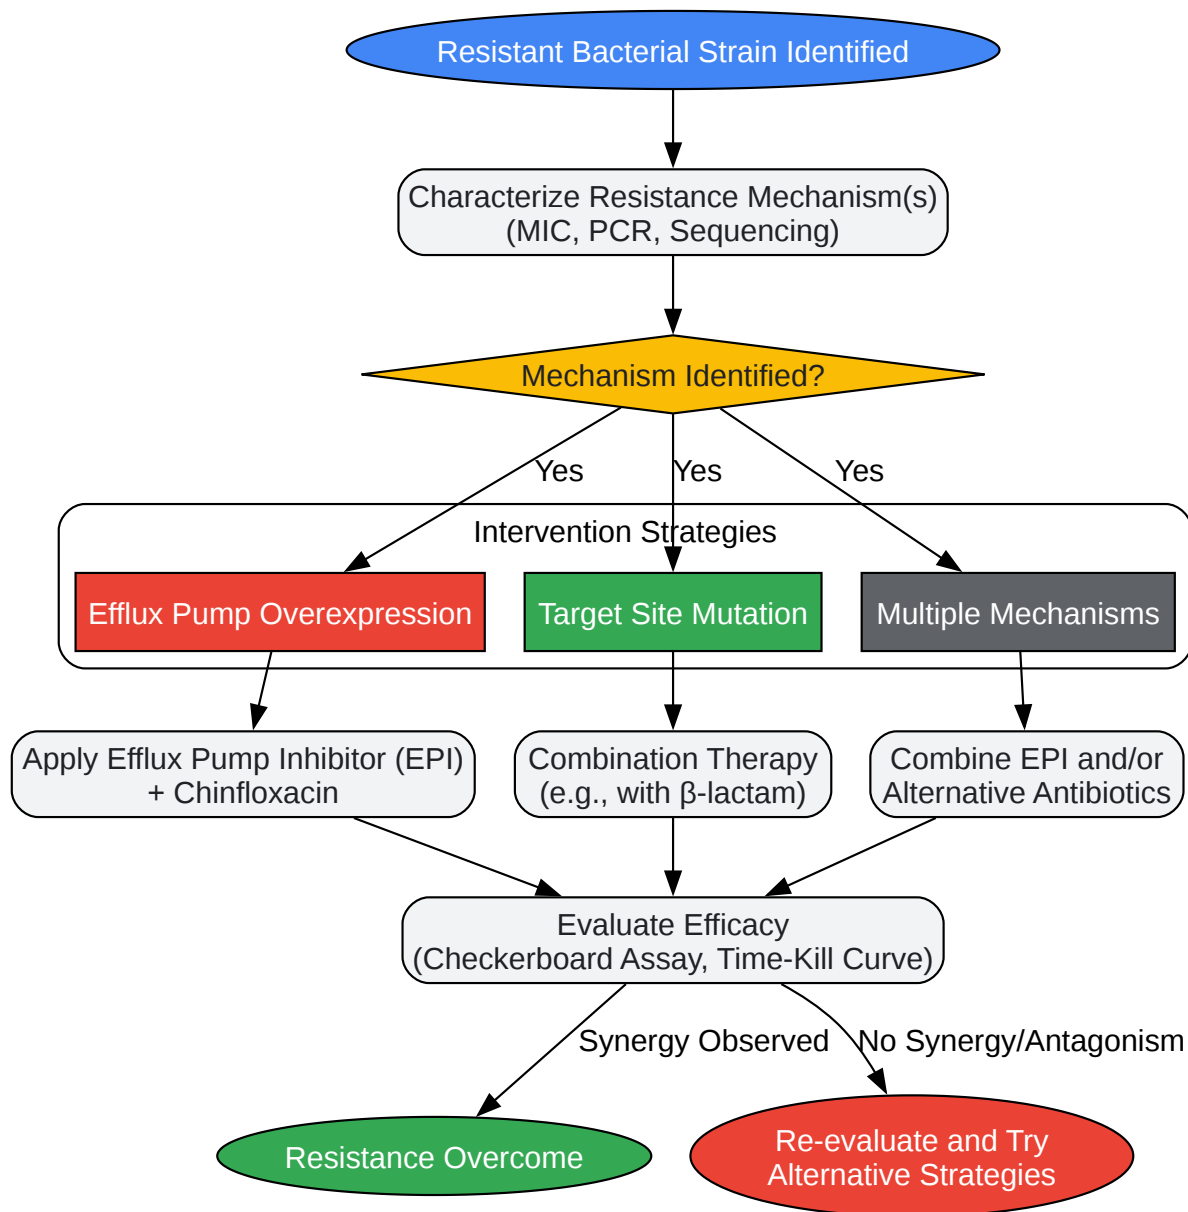 Resistant Bacterial Strain Identified
Characterize Resistance Mechanism(s)
(MIC, PCR, Sequencing)
Mechanism Identified?
Yes
Yes
Yes
Intervention Strategies
Efflux Pump Overexpression
Target Site Mutation
Multiple Mechanisms
Apply Efflux Pump Inhibitor (EPI)
+ Chinfloxacin
Combination Therapy
(e.g., with β-lactam)
Combine EPI and/or
Alternative Antibiotics
Evaluate Efficacy
(Checkerboard Assay, Time-Kill Curve)
Synergy Observed
No Synergy/Antagonism
Resistance Overcome
Re-evaluate and Try
Alternative Strategies